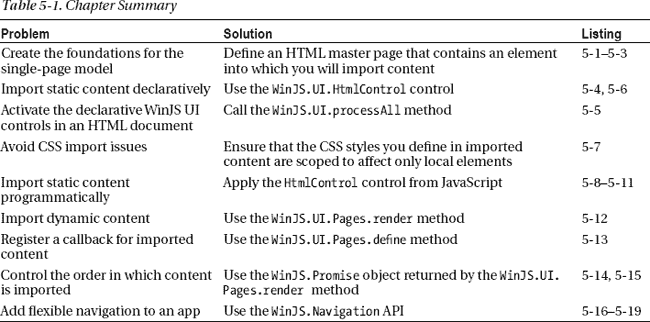 Table 5-1. Chapter Summary
Problem Solution Listing
Create the foundations for the Define an HTML master page that contains an element 5-1–5-3
single-page model into which you will import content
Import static content declaratively Use the WinJS.UI.HtmlControl control 5-4, 5-6
Activate the declarative WinJS UI Call the WinJS.UI.processAll method 5-5
controls in an HTML document
Avoid CSS import issues Ensure that the CSS styles you define in imported 5-7
content are scoped to affect only local elements
Import static content Apply the HtmlControl control from JavaScript 5-8–5-11
programmatically
Import dynamic content Use the WinJS.UI.Pages.render method 5-12
Register a callback for imported Use the WinJS.UI.Pages.define method 5-13
content
Control the order in which content Use the WinJS.Promise object returned by the WinJS.UI. 5-14, 5-15
is imported Pages.render method
Add flexible navigation to an app Use the WinJS.Navigation API 5-16–5-19